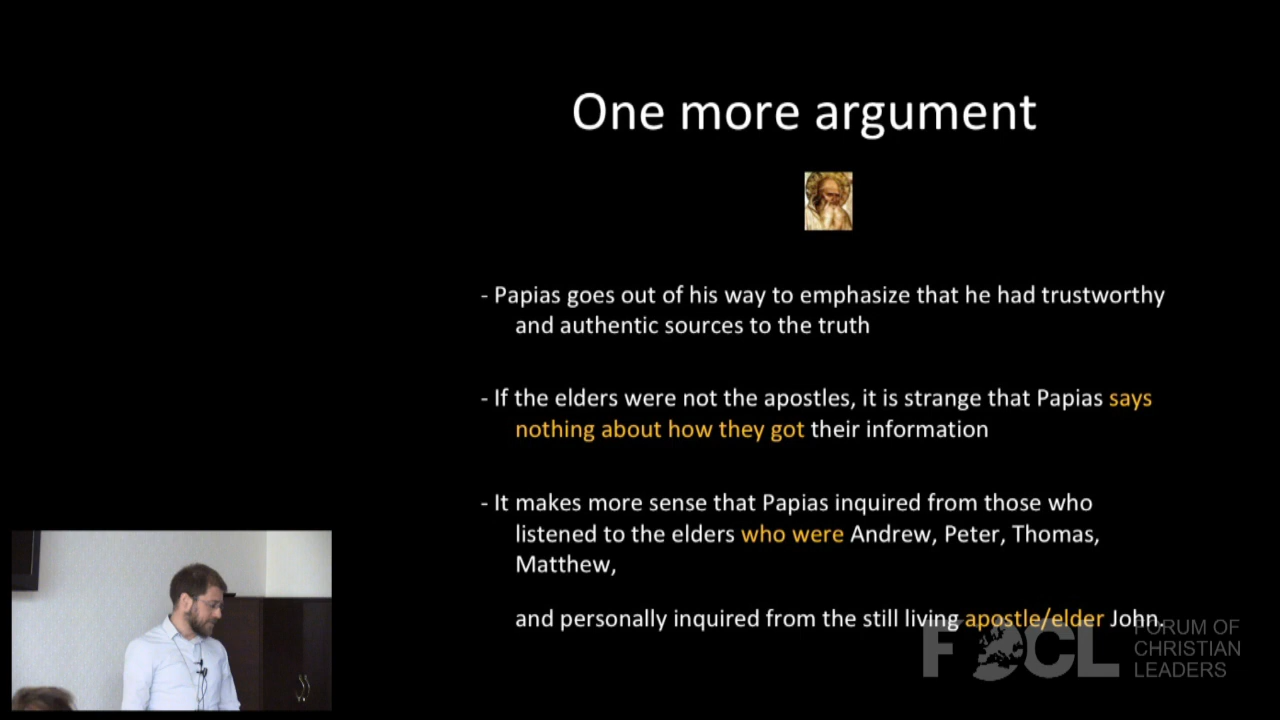 One more argument
- Papias goes out of his way to emphasize that he had trustworthy
and authentic sources to the truth
- If the elders were not the apostles, it is strange that Papias says
nothing about how they got their information
- It makes more sense that Papias inquired from those who
listened to the elders who were Andrew, Peter, Thomas,
Matthew,
and personally inquired from the still living apostle/elder John.
FOCL
FORUM OF
CHRISTIAN
LEADERS